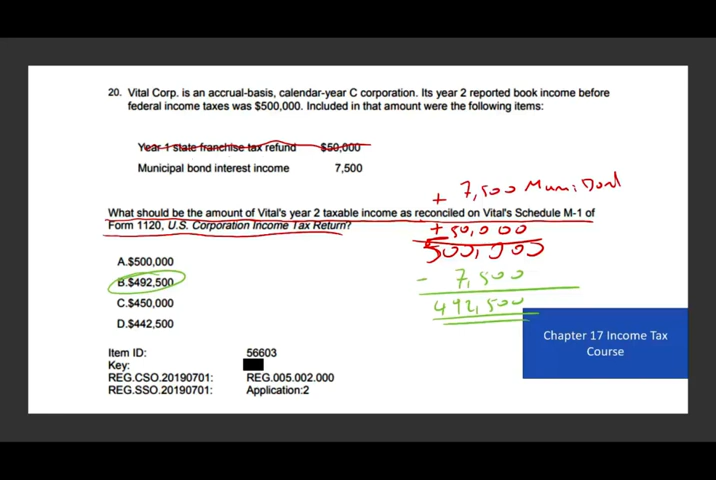 20. Vital Corp. is an accrual-basis, calendar-year C corporation. Its year 2 reported book income before
federal income taxes was $500,000. Included in that amount were the following items:
Year 1 state franchise tax refund $50,000
Municipal bond interest income 7,500
+ 7,500 Muni Bond
What should be the amount of Vital's year 2 taxable income as reconciled on Vital's Schedule M-1 of
Form 1120, U.S. Corporation Income Tax Return?
+ 50,000
500,000
A.$500,000
- 7,500
B.$492,500
C.$450,000
492,500
D.$442,500
Chapter 17 Income Tax
Course
Item ID: 56603
Key:
REG.CSO.20190701: REG.005.002.000
REG.SSO.20190701: Application:2